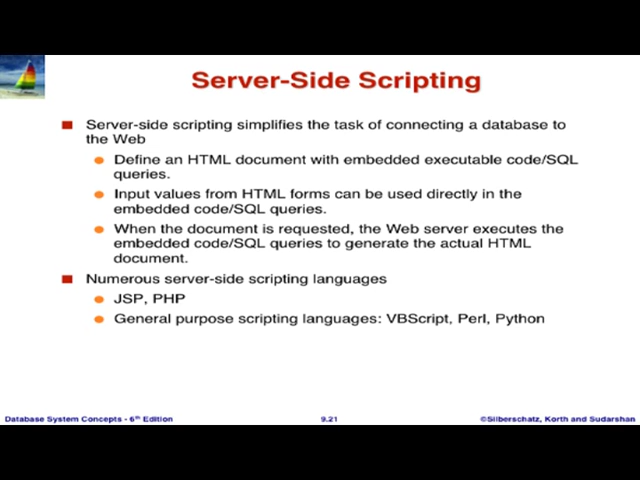 Server-Side Scripting
Server-side scripting simplifies the task of connecting a database to
the Web
Define an HTML document with embedded executable code/SQL
queries.
Input values from HTML forms can be used directly in the
embedded code/SQL queries.
When the document is requested, the Web server executes the
embedded code/SQL queries to generate the actual HTML
document.
Numerous server-side scripting languages
JSP, PHP
General purpose scripting languages: VBScript, Perl, Python
Database System Concepts - 6th Edition 9.21 ©Silberschatz, Korth and Sudarshan